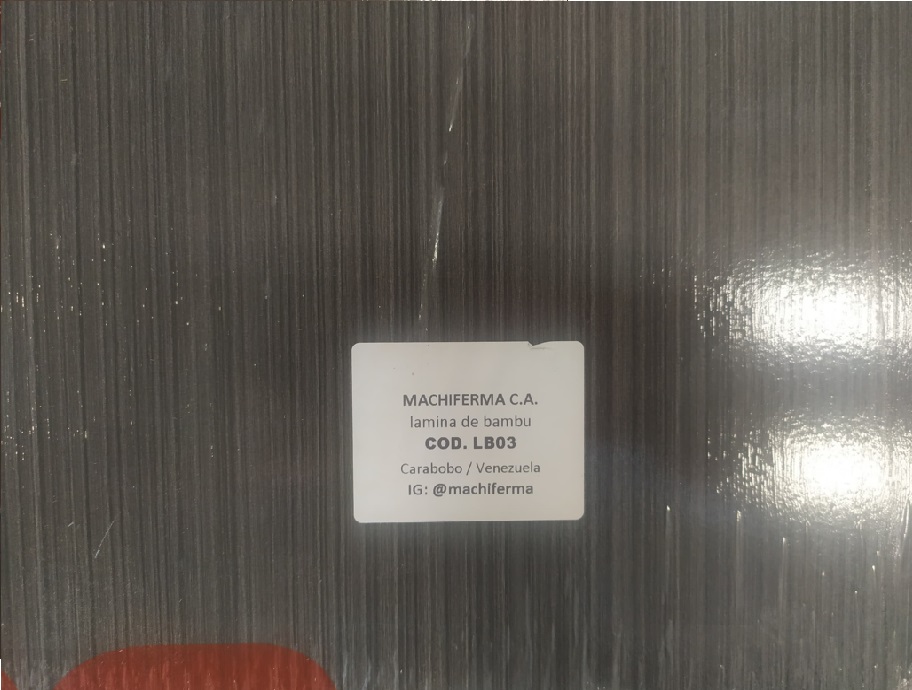 MACHIFERMA C.A.
lamina de bambu
COD. LB03
Carabobo / Venezuela
IG: @machiferma